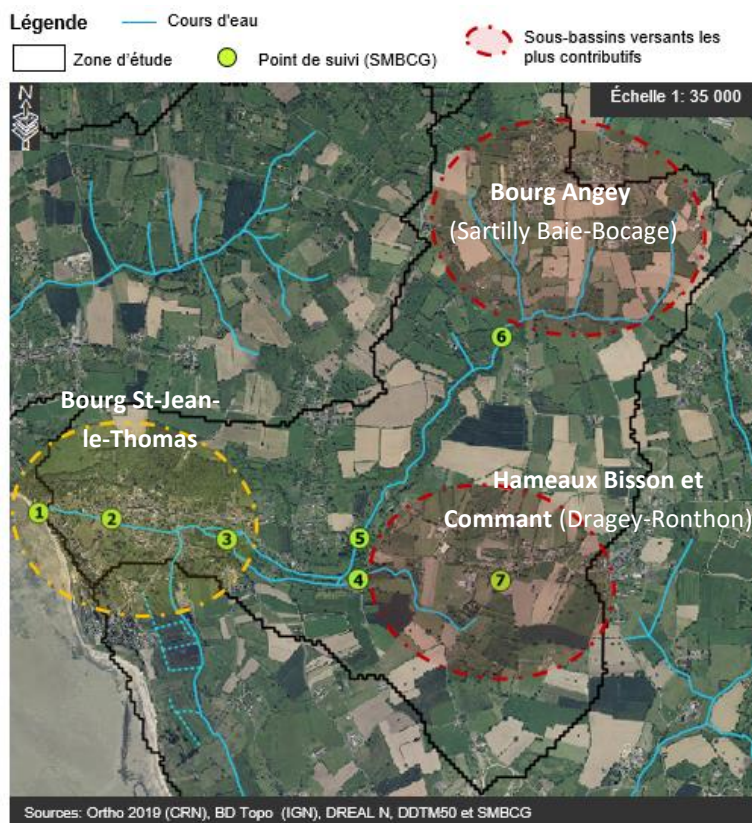 Légende
Cours d'eau
Zone d'étude
Point de suivi (SMBCG)
Sous-bassins versants les
plus contributifs
N
Échelle 1: 35 000
Bourg Angey
(Sartilly Baie-Bocage)
6
Bourg St-Jean-
le-Thomas
Hameaux Bisson et
Commant (Dragey-Ronthon)
1
2
3
5
4
7
Sources: Ortho 2019 (CRN), BD Topo (IGN), DREAL N, DDTM50 et SMBCG